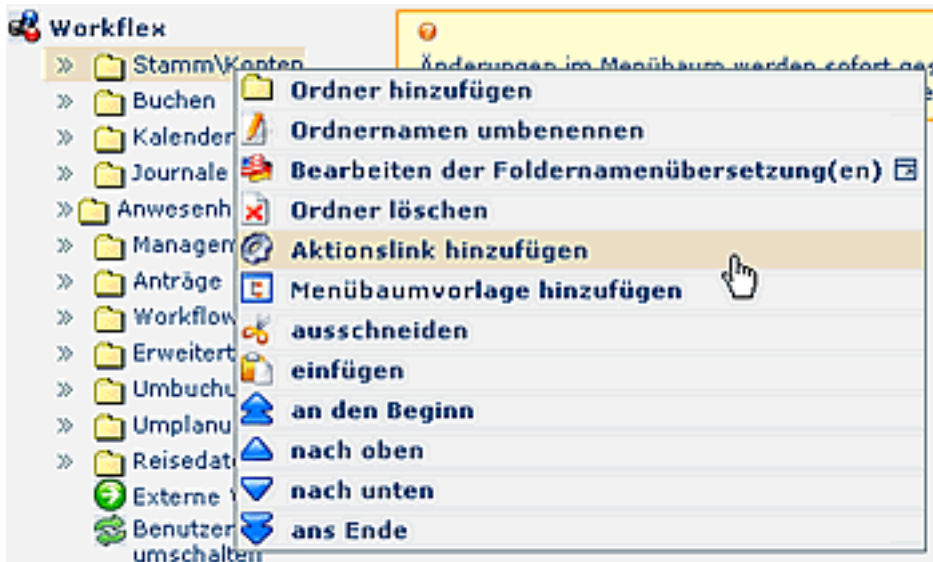 Workflex
Stamm\Konten
Änderungen im Menübaum werden sofort
Buchen
Ordner hinzufügen
Kalender
Ordnernamen umbenennen
Journale
Bearbeiten der Foldernamenübersetzung(en)
Anwesenh
Ordner löschen
Managem
Aktionslink hinzufügen
Anträge
Menübaumvorlage hinzufügen
Workflow
ausschneiden
Erweitert
einfügen
Umbuchu
an den Beginn
Umplanu
nach oben
Reisedat
nach unten
Externe
ans Ende
Benutzer
umschalten